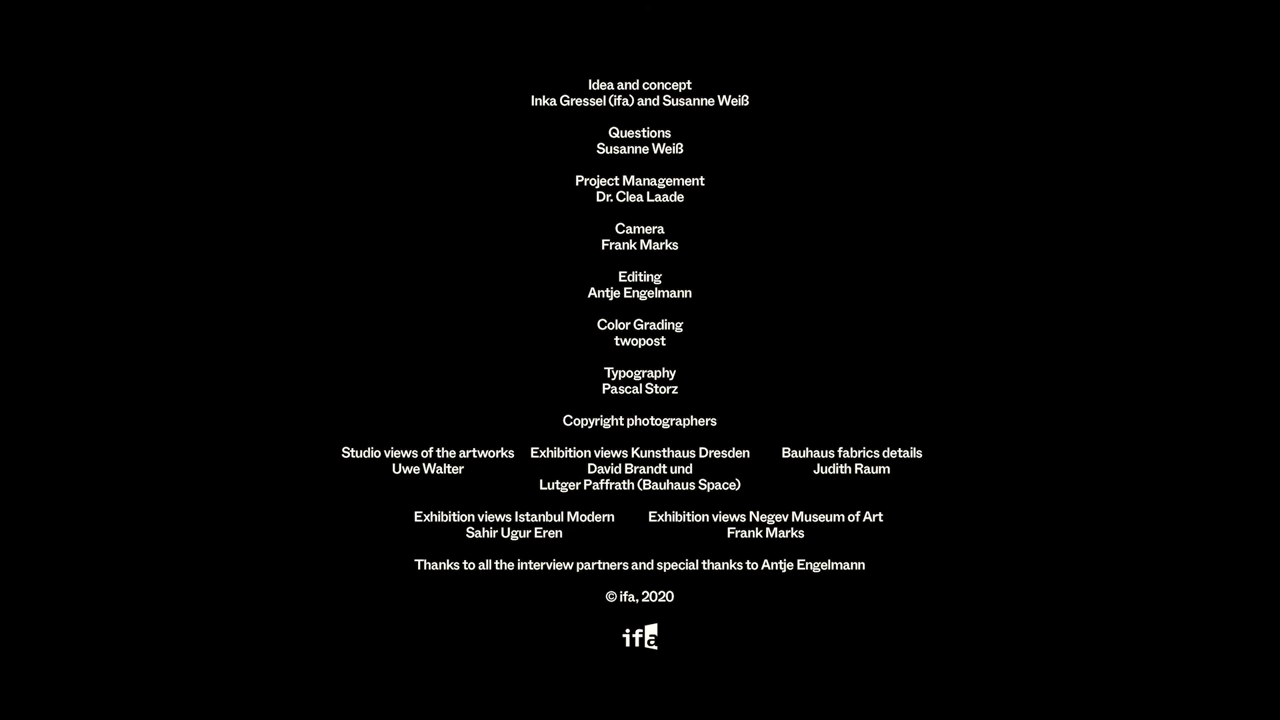 Idea and concept
Inka Gressel (ifa) and Susanne Weiß
Questions
Susanne Weiß
Project Management
Dr. Clea Laade
Camera
Frank Marks
Editing
Antje Engelmann
Color Grading
twopost
Typography
Pascal Storz
Copyright photographers
Studio views of the artworks
Uwe Walter
Exhibition views Kunsthaus Dresden
David Brandt und
Lutger Paffrath (Bauhaus Space)
Bauhaus fabrics details
Judith Raum
Exhibition views Istanbul Modern
Sahir Ugur Eren
Exhibition views Negev Museum of Art
Frank Marks
Thanks to all the interview partners and special thanks to Antje Engelmann
© ifa, 2020
ifa